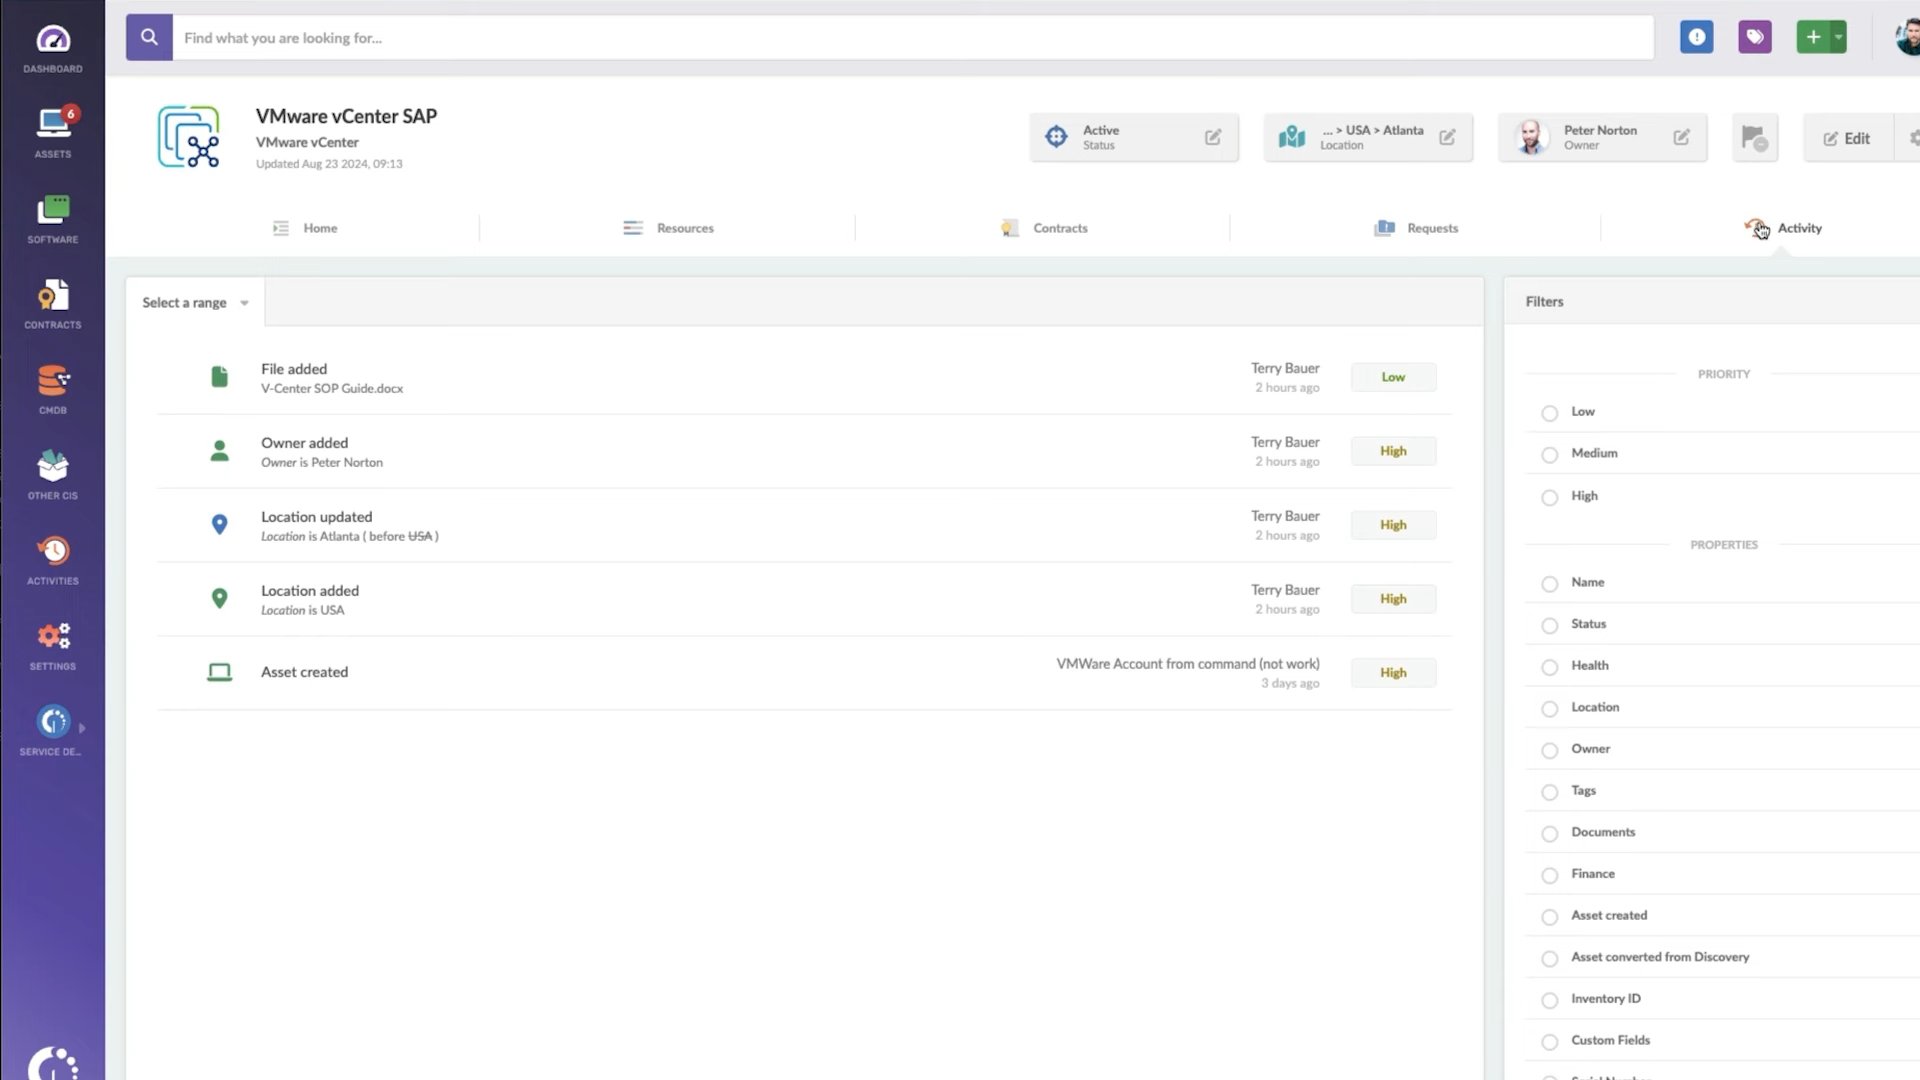 DASHBOARD
6
ASSETS
SOFTWARE
CONTRACTS
CMDB
OTHER CIS
ACTIVITIES
SETTINGS
SERVICE DE...
Find what you are looking for...
VMware vCenter SAP
VMware vCenter
Updated Aug 23 2024, 09:13
Active
Status
... > USA > Atlanta
Location
Peter Norton
Owner
Edit
Home
Resources
Contracts
Requests
Activity
Select a range
File added
V-Center SOP Guide.docx
Terry Bauer
2 hours ago
Low
Owner added
Owner is Peter Norton
Terry Bauer
2 hours ago
High
Location updated
Location is Atlanta ( before USA )
Terry Bauer
2 hours ago
High
Location added
Location is USA
Terry Bauer
2 hours ago
High
Asset created
VMWare Account from command (not work)
3 days ago
High
Filters
PRIORITY
Low
Medium
High
PROPERTIES
Name
Status
Health
Location
Owner
Tags
Documents
Finance
Asset created
Asset converted from Discovery
Inventory ID
Custom Fields